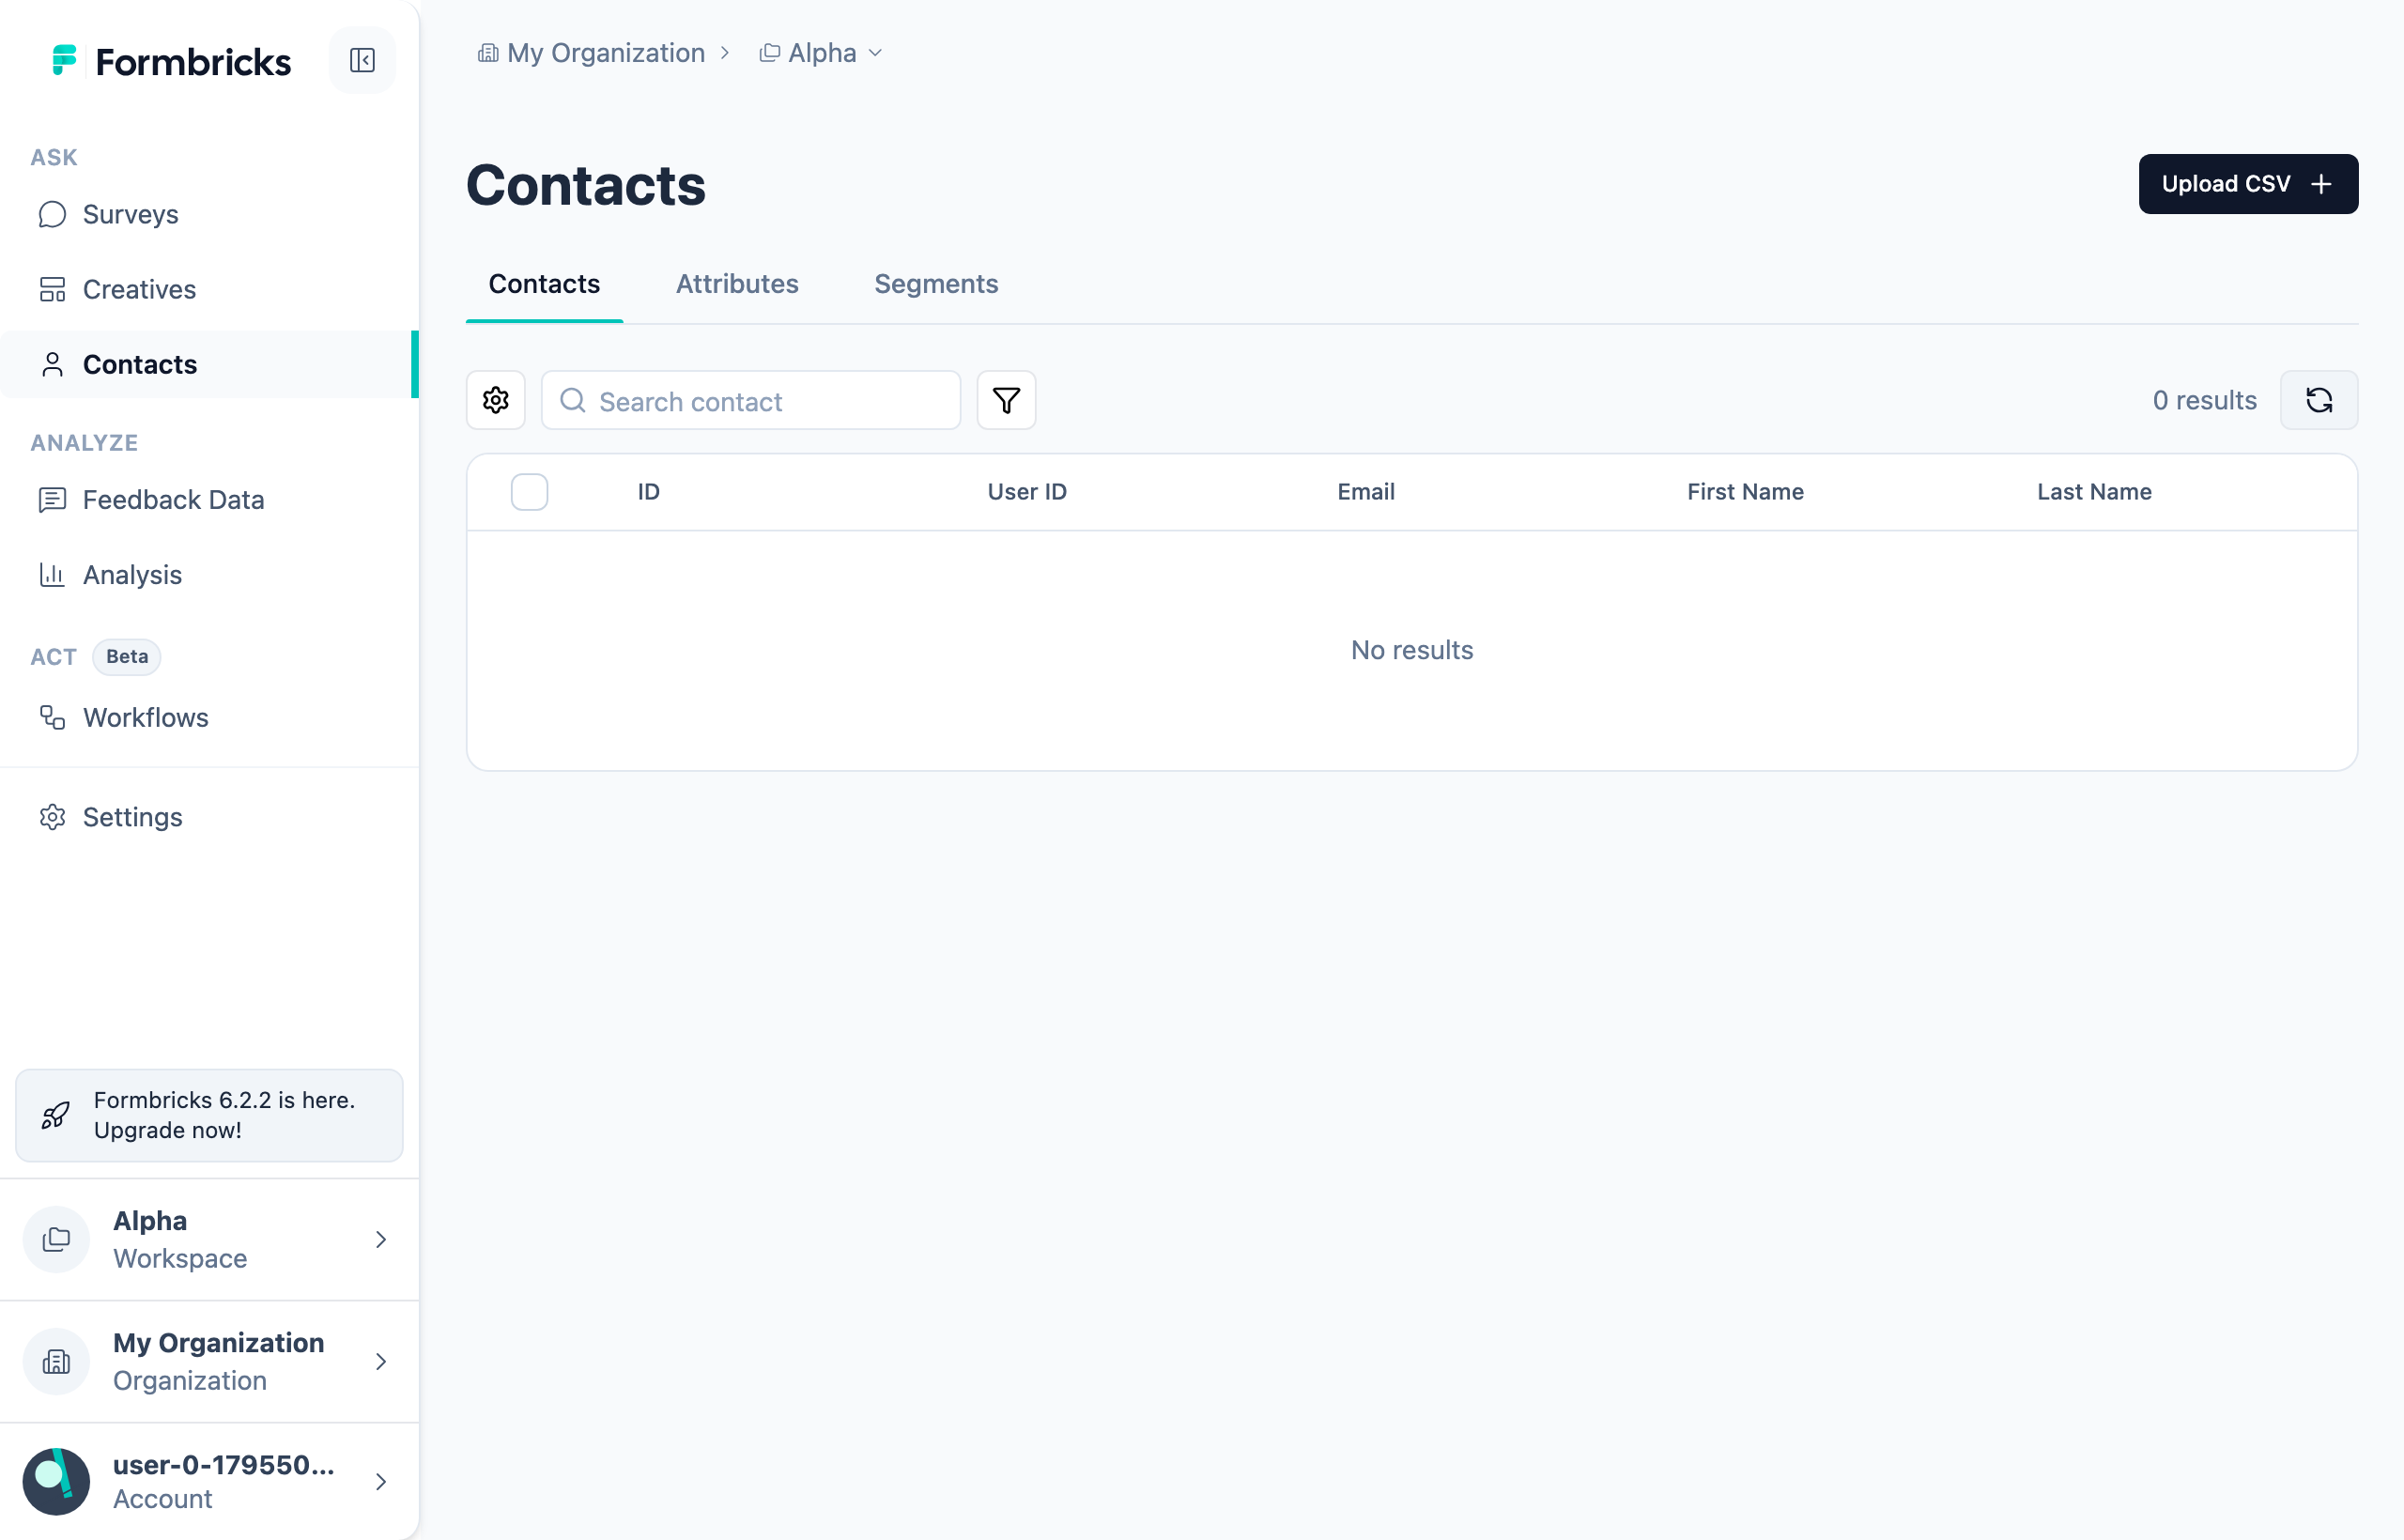 Formbricks
ASK
Surveys
Creatives
Contacts
ANALYZE
Feedback Data
Analysis
ACT Beta
Workflows
Settings
Formbricks 6.2.2 is here.
Upgrade now!
Alpha
Workspace
My Organization
Organization
user-0-179550...
Account
My Organization Alpha
Contacts
Upload CSV
Contacts Attributes Segments
Search contact
0 results
ID User ID Email First Name Last Name
No results